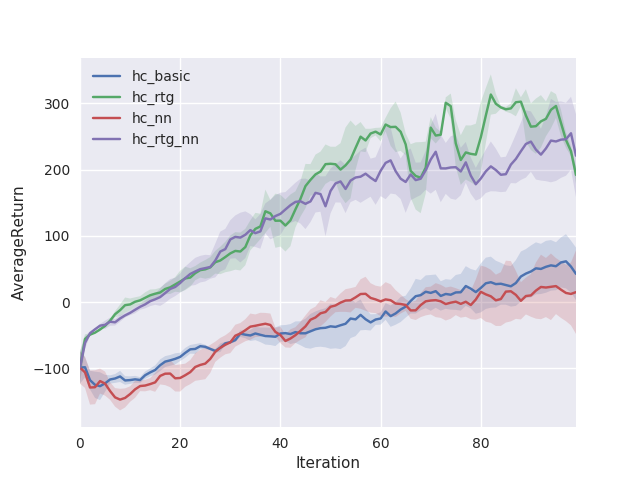 hc_basic
hc_rtg
hc_nn
hc_rtg_nn
300
200
100
0
−100
AverageReturn
0 20 40 60 80
Iteration